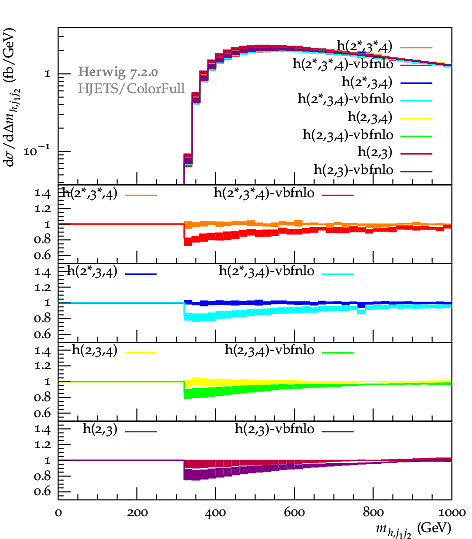 dσ/dΔm_{h,j₁j₂} (fb/GeV)
1
10⁻¹
Herwig 7.2.0
HJETS/ColorFull
h(2*,3*,4)
h(2*,3*,4)-vbfnlo
h(2*,3,4)
h(2*,3,4)-vbfnlo
h(2,3,4)
h(2,3,4)-vbfnlo
h(2,3)
h(2,3)-vbfnlo
1.4
h(2*,3*,4) h(2*,3*,4)-vbfnlo
1.2
1
0.8
0.6
1.4
h(2*,3,4) h(2*,3,4)-vbfnlo
1.2
1
0.8
0.6
1.4
h(2,3,4) h(2,3,4)-vbfnlo
1.2
1
0.8
0.6
1.4
h(2,3) h(2,3)-vbfnlo
1.2
1
0.8
0.6
0 200 400 600 800 1000
m_{h,j₁j₂} (GeV)